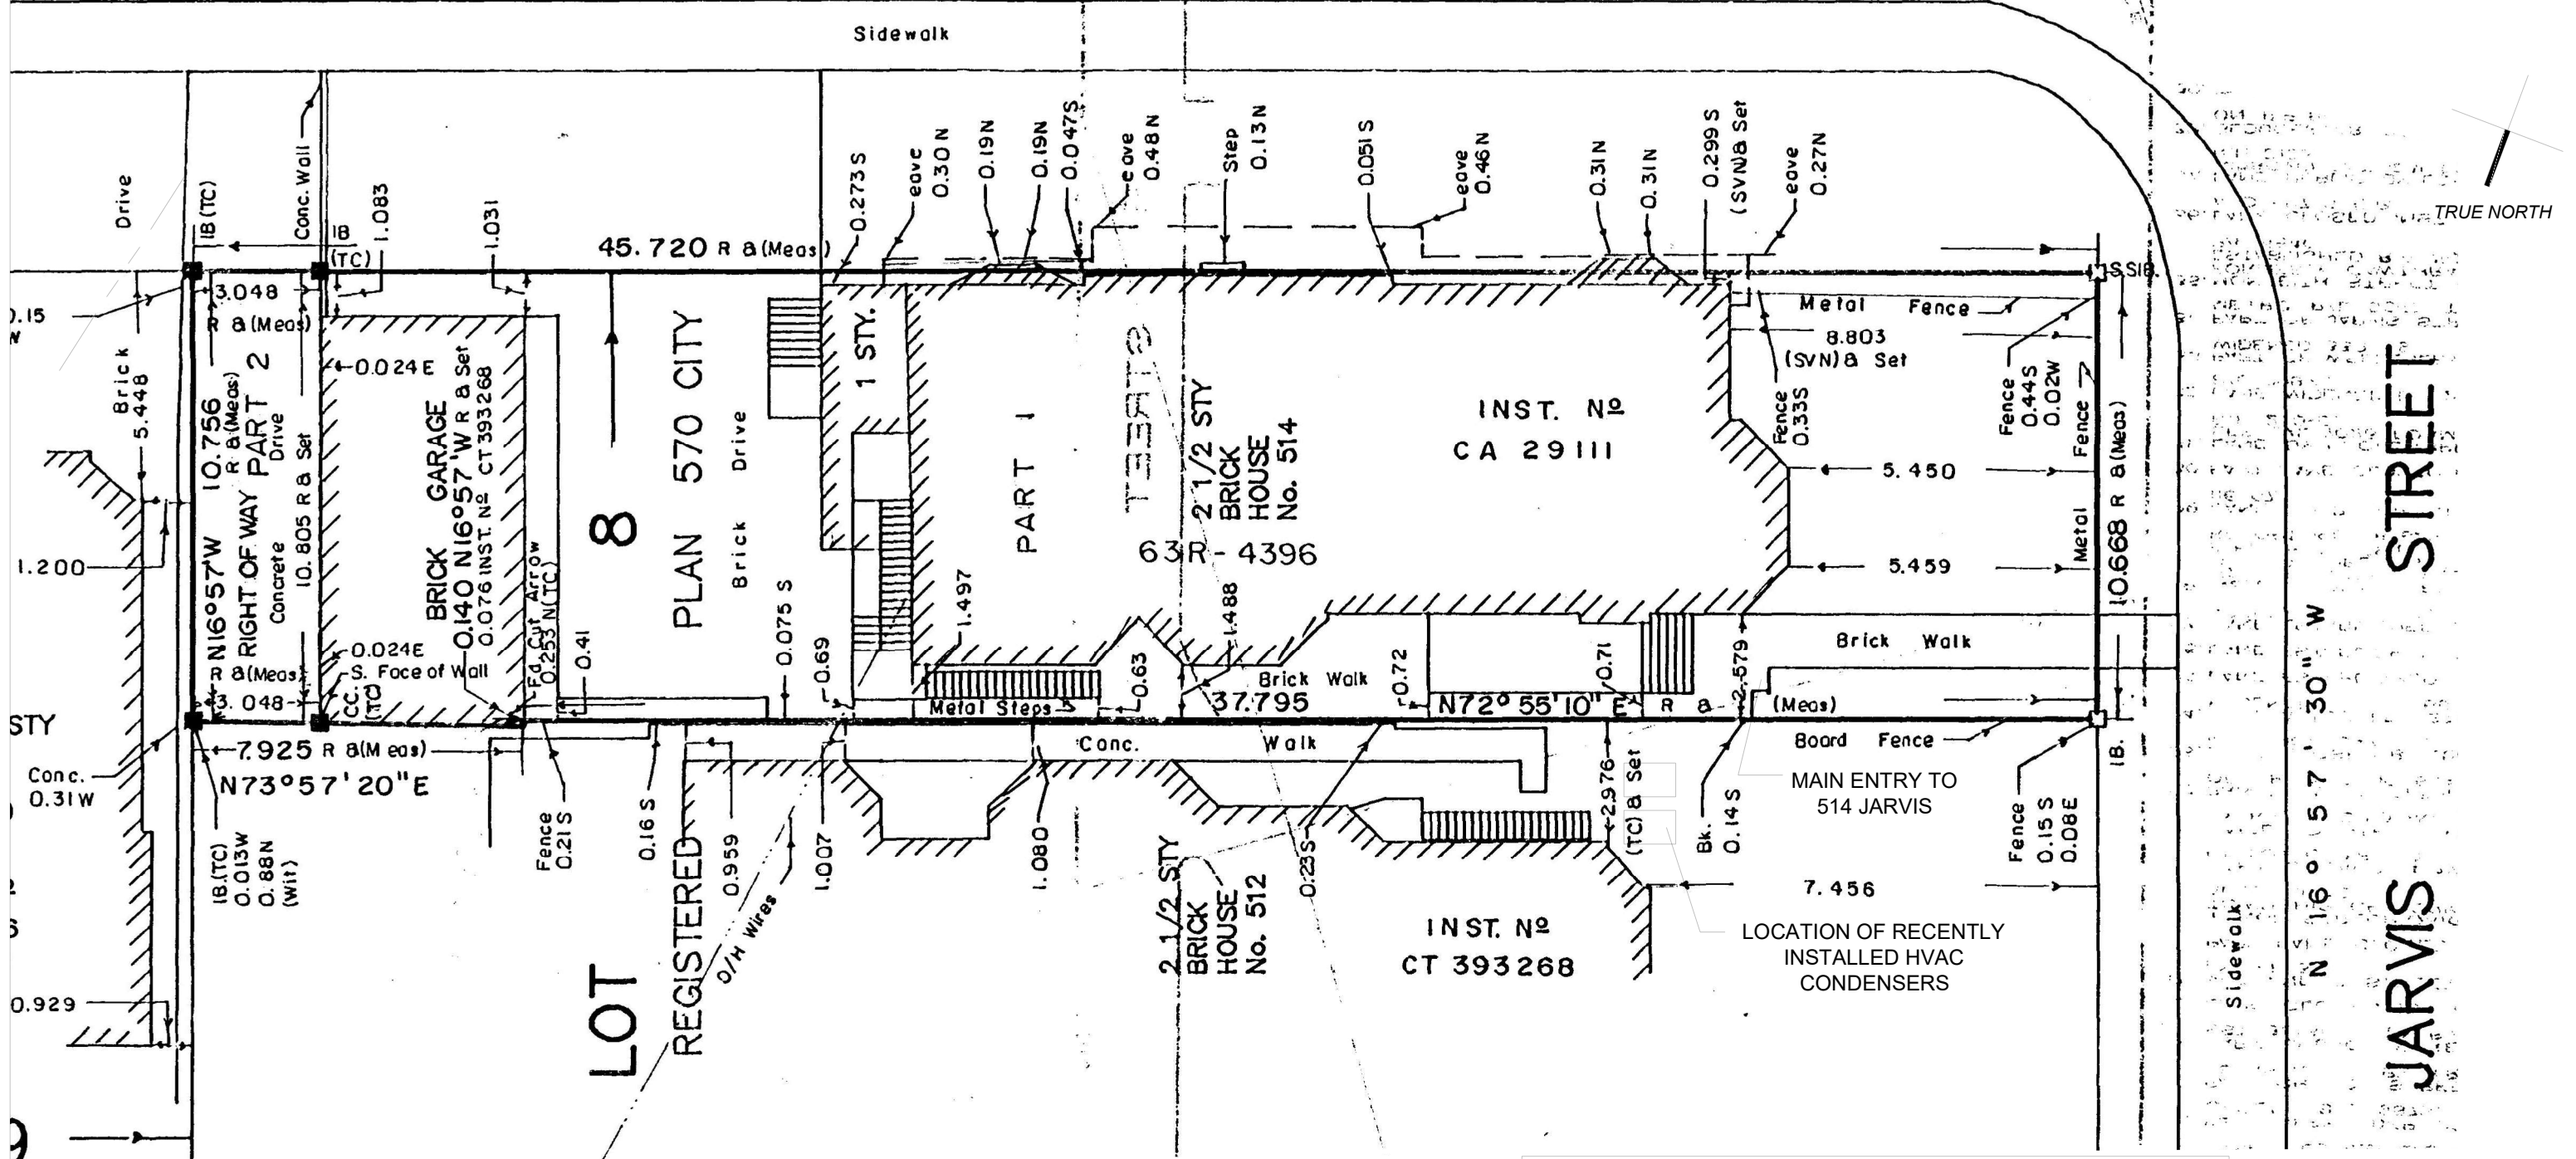 Sidewalk
Drive
IB (TC)
Conc. Wall
IB
(TC)
1.083
1.031
45.720 R & (Meas)
0.273 S
eave
0.30 N
0.19 N
0.19 N
0.047 S
eave
0.48 N
Step
0.13 N
0.051 S
eave
0.46 N
0.31 N
0.31 N
0.299 S
(SVN) & Set
eave
0.27 N
TRUE NORTH
S.SIB.
3.048
R & (Meas)
Brick
5.448
N16°57'W 10.756
R & (Meas)
R & (Meas)
RIGHT OF WAY PART 2
Concrete Drive
10.805 R & Set
0.024 E
BRICK GARAGE
0.140 N16°57'W R & Set
0.076 INST. Nº CT 393268
Fd. Cut Arrow
0.253 N (TC)
0.024 E
S. Face of Wall
CC.
(TC)
3.048
7.925 R & (Meas)
N73°57'20"E
1.200
STY
Conc.
0.31 W
IB.(TC)
0.013 W
0.88 N
(Wit)
0.929
9
LOT 8
REGISTERED PLAN 570 CITY
Brick Drive
0.41
0.075 S
0.69
1 STY.
PART 1
STREET
2 1/2 STY
BRICK
HOUSE
No. 514
63R-4396
INST. Nº
CA 29111
Metal Fence
8.803
(SVN) & Set
Fence
0.33 S
Fence
0.44 S
0.02 W
5.450
5.459
Metal Fence
10.668 R & (Meas)
1.497
Metal Steps
0.63
1.488
Brick Walk
37.795
0.72
N72°55'10"E R & (Meas)
0.71
2.579
Brick Walk
Board Fence
IB.
Conc. Walk
Fence
0.21 S
0.16 S
0.959
O/H Wires
1.007
1.080
2 1/2 STY
BRICK
HOUSE
No. 512
0.23 S
2.976
(TC) & Set
Bk.
0.14 S
MAIN ENTRY TO
514 JARVIS
Fence
0.15 S
0.08 E
7.456
INST. Nº
CT 393268
LOCATION OF RECENTLY
INSTALLED HVAC
CONDENSERS
Sidewalk
N 16° 57' 30" W
JARVIS STREET